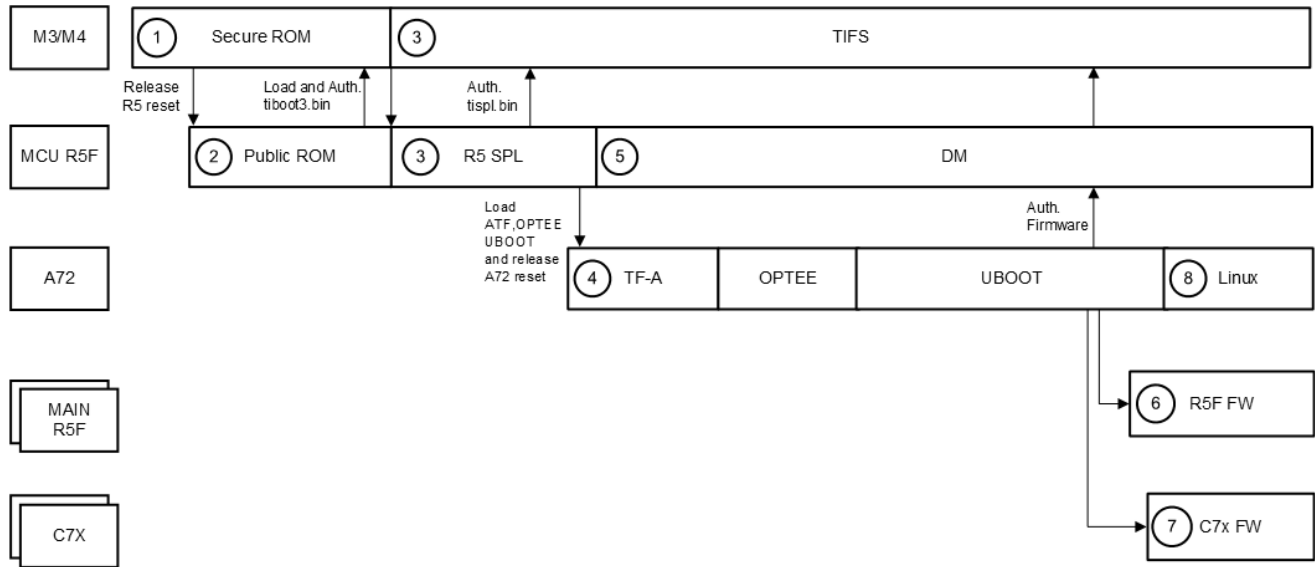 M3/M4
1
Secure ROM
3
TIFS
Release
R5 reset
Load and Auth.
tiboot3.bin
Auth.
tispl.bin
MCU R5F
2
Public ROM
3
R5 SPL
5
DM
Load
ATF,OPTEE
UBOOT
and release
A72 reset
Auth.
Firmware
A72
4
TF-A
OPTEE
UBOOT
8
Linux
MAIN
R5F
6
R5F FW
C7X
7
C7x FW